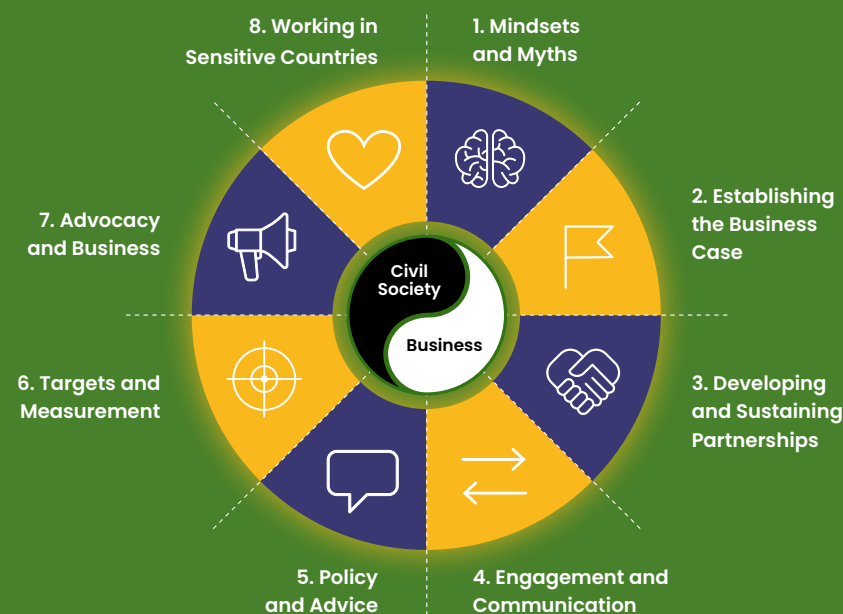 8. Working in
Sensitive Countries
1. Mindsets
and Myths
2. Establishing
the Business
Case
3. Developing
and Sustaining
Partnerships
4. Engagement and
Communication
5. Policy
and Advice
6. Targets and
Measurement
7. Advocacy
and Business
Civil
Society
Business